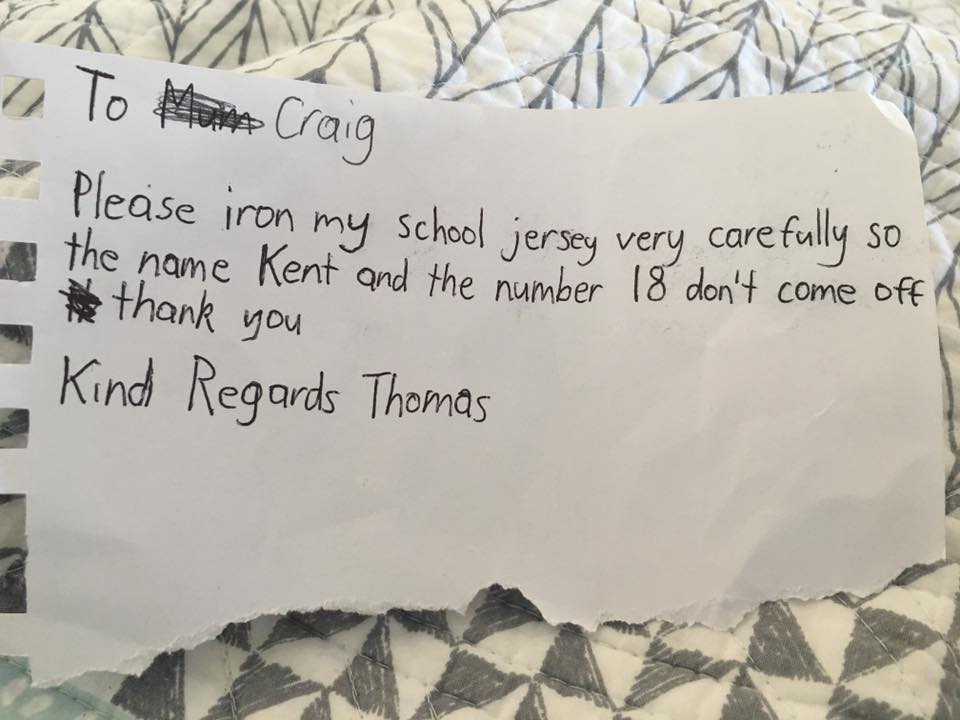 To Mum Craig
Please iron my school jersey very carefully so
the name Kent and the number 18 don't come off
thank you
Kind Regards Thomas